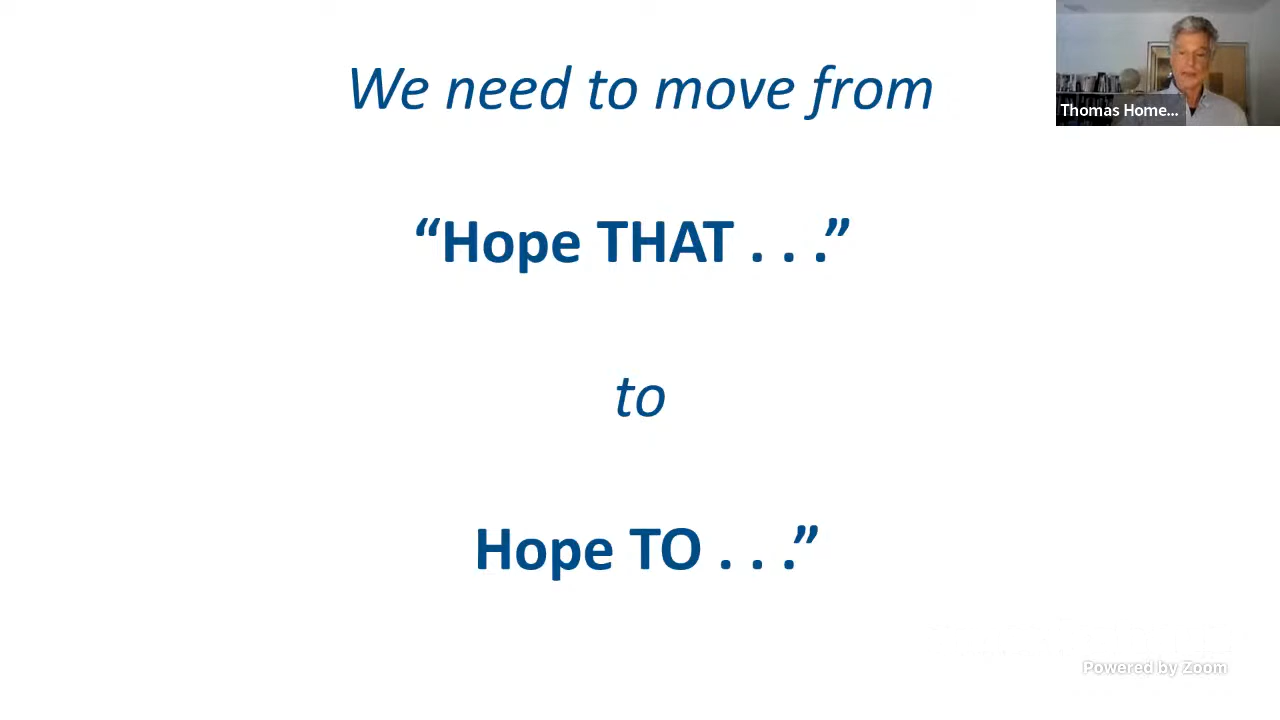 We need to move from
Thomas Home...
“Hope THAT . . .”
to
Hope TO . . .”
Powered by Zoom